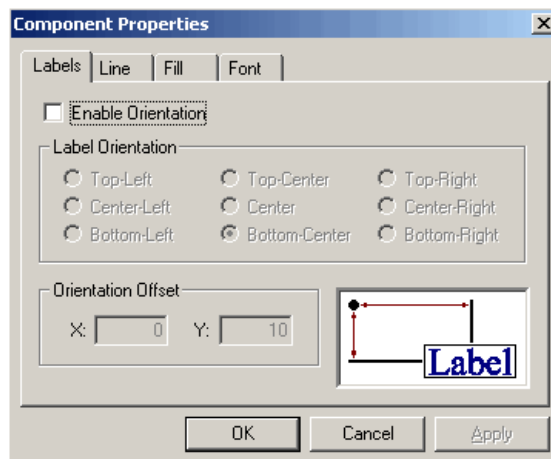 Component Properties
Labels Line Fill Font
Enable Orientation
Label Orientation
Top-Left Top-Center Top-Right
Center-Left Center Center-Right
Bottom-Left Bottom-Center Bottom-Right
Orientation Offset
X: 0 Y: 10
Label
OK Cancel Apply